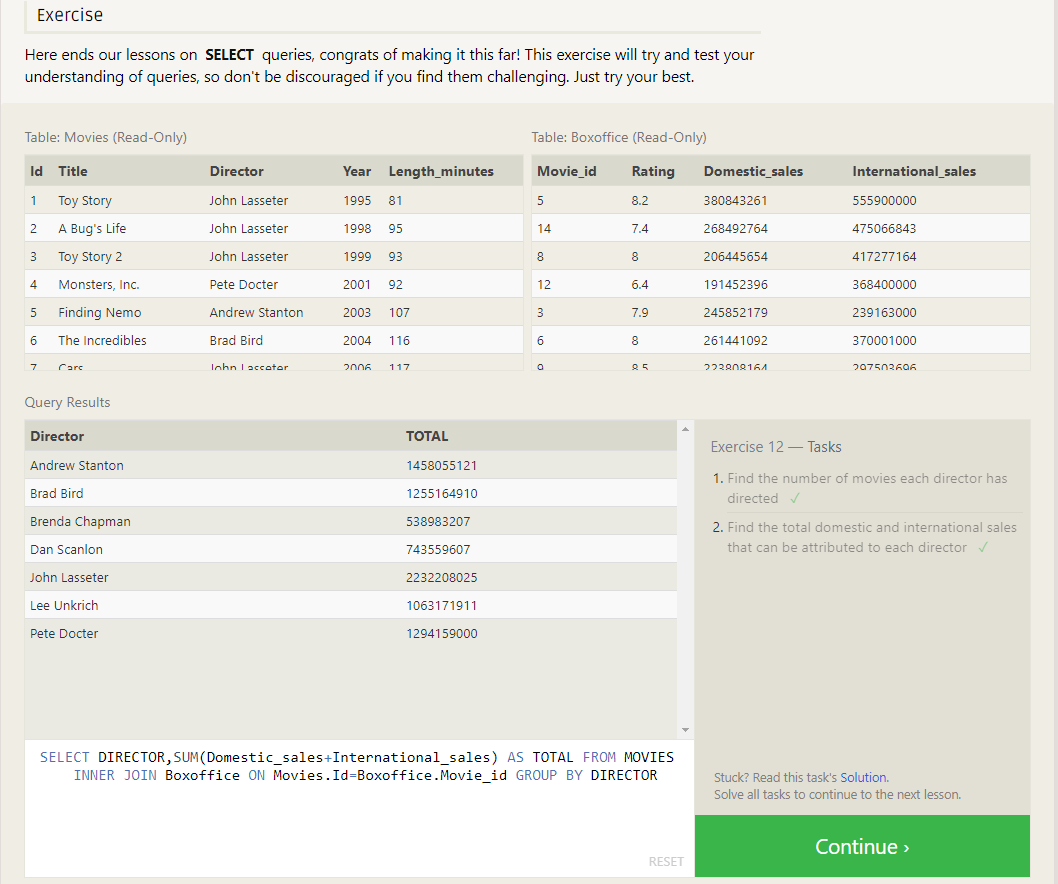 Exercise
Here ends our lessons on SELECT queries, congrats of making it this far! This exercise will try and test your
understanding of queries, so don't be discouraged if you find them challenging. Just try your best.
Table: Movies (Read-Only)
Id Title Director Year Length_minutes
1 Toy Story John Lasseter 1995 81
2 A Bug's Life John Lasseter 1998 95
3 Toy Story 2 John Lasseter 1999 93
4 Monsters, Inc. Pete Docter 2001 92
5 Finding Nemo Andrew Stanton 2003 107
6 The Incredibles Brad Bird 2004 116
7 Cars John Lasseter 2006 117
Table: Boxoffice (Read-Only)
Movie_id Rating Domestic_sales International_sales
5 8.2 380843261 555900000
14 7.4 268492764 475066843
8 8 206445654 417277164
12 6.4 191452396 368400000
3 7.9 245852179 239163000
6 8 261441092 370001000
9 8.5 223808164 297503696
Query Results
Director TOTAL
Andrew Stanton 1458055121
Brad Bird 1255164910
Brenda Chapman 538983207
Dan Scanlon 743559607
John Lasseter 2232208025
Lee Unkrich 1063171911
Pete Docter 1294159000
SELECT DIRECTOR,SUM(Domestic_sales+International_sales) AS TOTAL FROM MOVIES
INNER JOIN Boxoffice ON Movies.Id=Boxoffice.Movie_id GROUP BY DIRECTOR
RESET
Exercise 12 — Tasks
1. Find the number of movies each director has
directed ✓
2. Find the total domestic and international sales
that can be attributed to each director ✓
Stuck? Read this task's Solution.
Solve all tasks to continue to the next lesson.
Continue ›